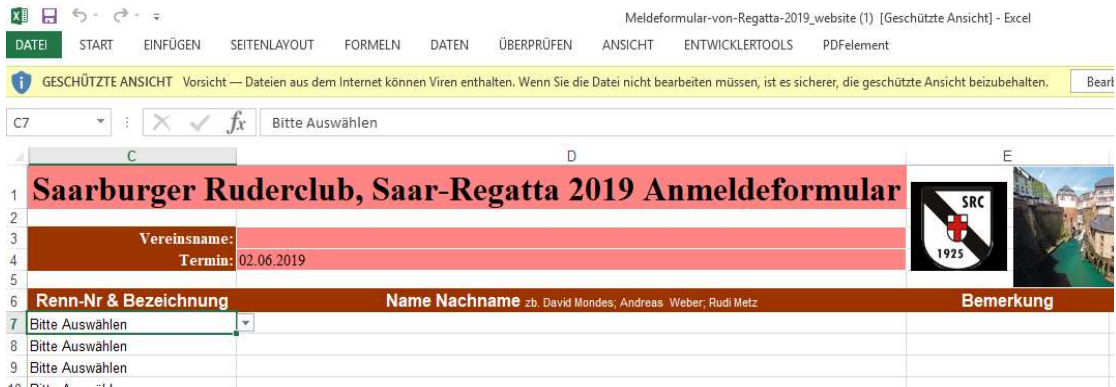 Meldeformular-von-Regatta-2019_website (1) [Geschützte Ansicht] - Excel
DATEI START EINFÜGEN SEITENLAYOUT FORMELN DATEN ÜBERPRÜFEN ANSICHT ENTWICKLERTOOLS PDFelement
GESCHÜTZTE ANSICHT Vorsicht — Dateien aus dem Internet können Viren enthalten. Wenn Sie die Datei nicht bearbeiten müssen, ist es sicherer, die geschützte Ansicht beizubehalten.
C7 fx Bitte Auswählen
C D E
1 Saarburger Ruderclub, Saar-Regatta 2019 Anmeldeformular
SRC
1925
2
3 Vereinsname:
4 Termin: 02.06.2019
5
6 Renn-Nr & Bezeichnung Name Nachname zb. David Mondes; Andreas Weber; Rudi Metz Bemerkung
7 Bitte Auswählen
8 Bitte Auswählen
9 Bitte Auswählen